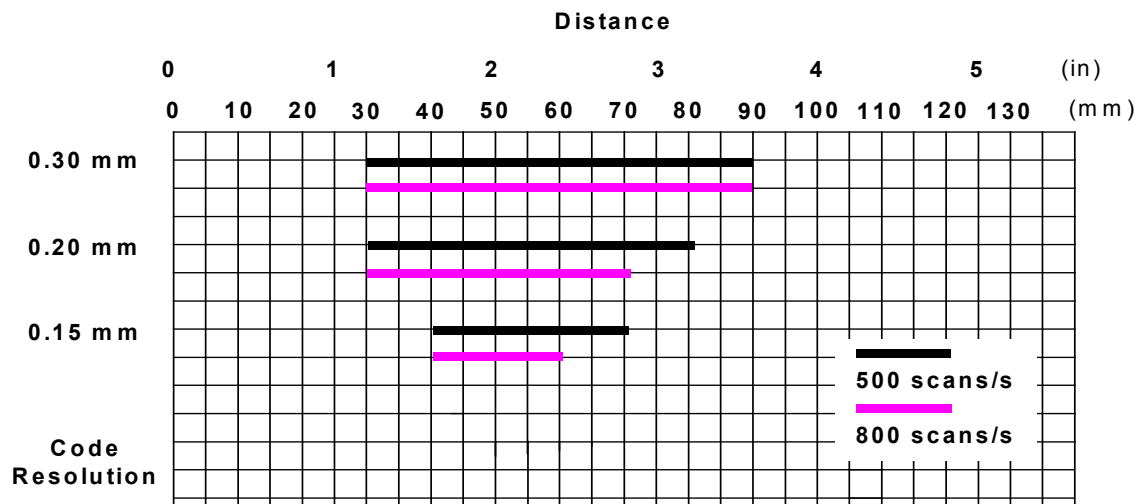 Distance
0 1 2 3 4 5 (in)
0 10 20 30 40 50 60 70 80 90 100 110 120 130 (mm)
0.30 mm
0.20 mm
0.15 mm
500 scans/s
800 scans/s
Code
Resolution